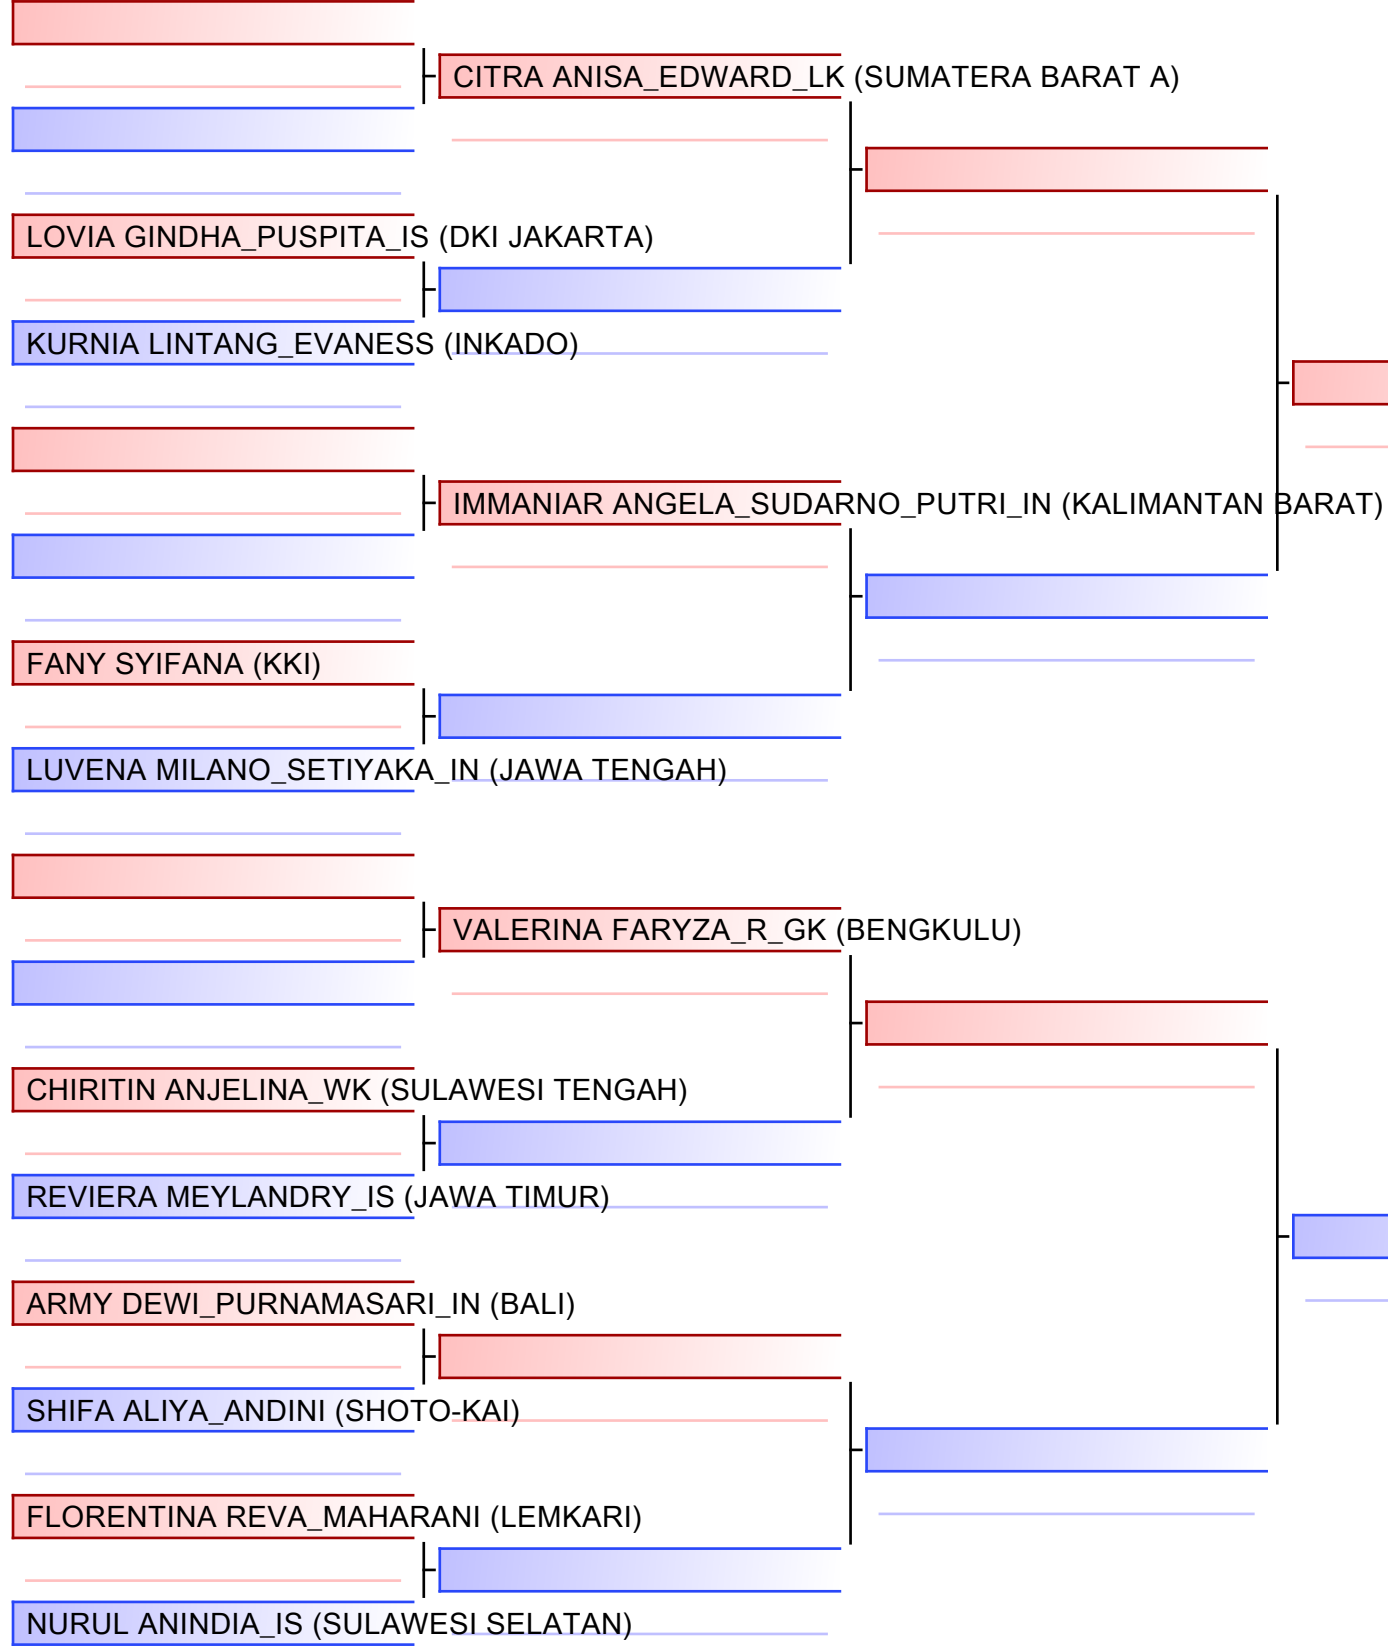 CITRA ANISA_EDWARD_LK (SUMATERA BARAT A)
LOVIA GINDHA_PUSPITA_IS (DKI JAKARTA)
KURNIA LINTANG_EVANESS (INKADO)
IMMANIAR ANGELA_SUDARNO_PUTRI_IN (KALIMANTAN BARAT)
FANY SYIFANA (KKI)
LUVENA MILANO_SETIYAKA_IN (JAWA TENGAH)
VALERINA FARYZA_R_GK (BENGKULU)
CHIRITIN ANJELINA_WK (SULAWESI TENGAH)
REVIERA MEYLANDRY_IS (JAWA TIMUR)
ARMY DEWI_PURNAMASARI_IN (BALI)
SHIFA ALIYA_ANDINI (SHOTO-KAI)
FLORENTINA REVA_MAHARANI (LEMKARI)
NURUL ANINDIA_IS (SULAWESI SELATAN)